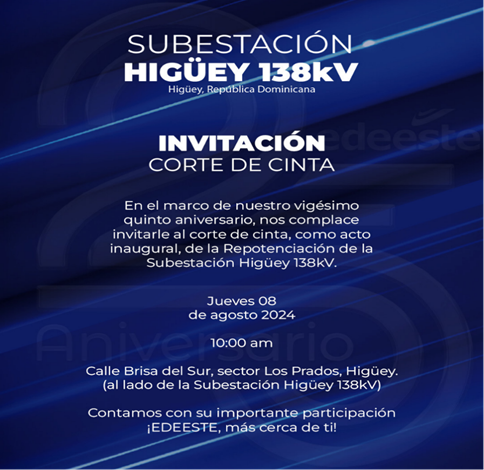 SUBESTACIÓN
HIGÜEY 138kV
Higüey, República Dominicana
INVITACIÓN
edeeste
CORTE DE CINTA
En el marco de nuestro vigésimo
quinto aniversario, nos complace
invitarle al corte de cinta, como acto
inaugural, de la Repotenciación de la
Subestación Higüey 138kV.
Jueves 08
de agosto 2024
Aniversario
10:00 am
Calle Brisa del Sur, sector Los Prados, Higüey.
(al lado de la Subestación Higüey 138kV)
Contamos con su importante participación
¡EDEESTE, más cerca de ti!